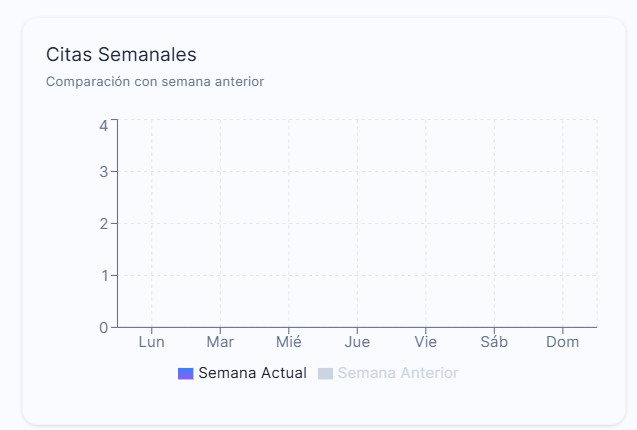 Citas Semanales
Comparación con semana anterior
4
3
2
1
0
Lun Mar Mié Jue Vie Sáb Dom
Semana Actual Semana Anterior